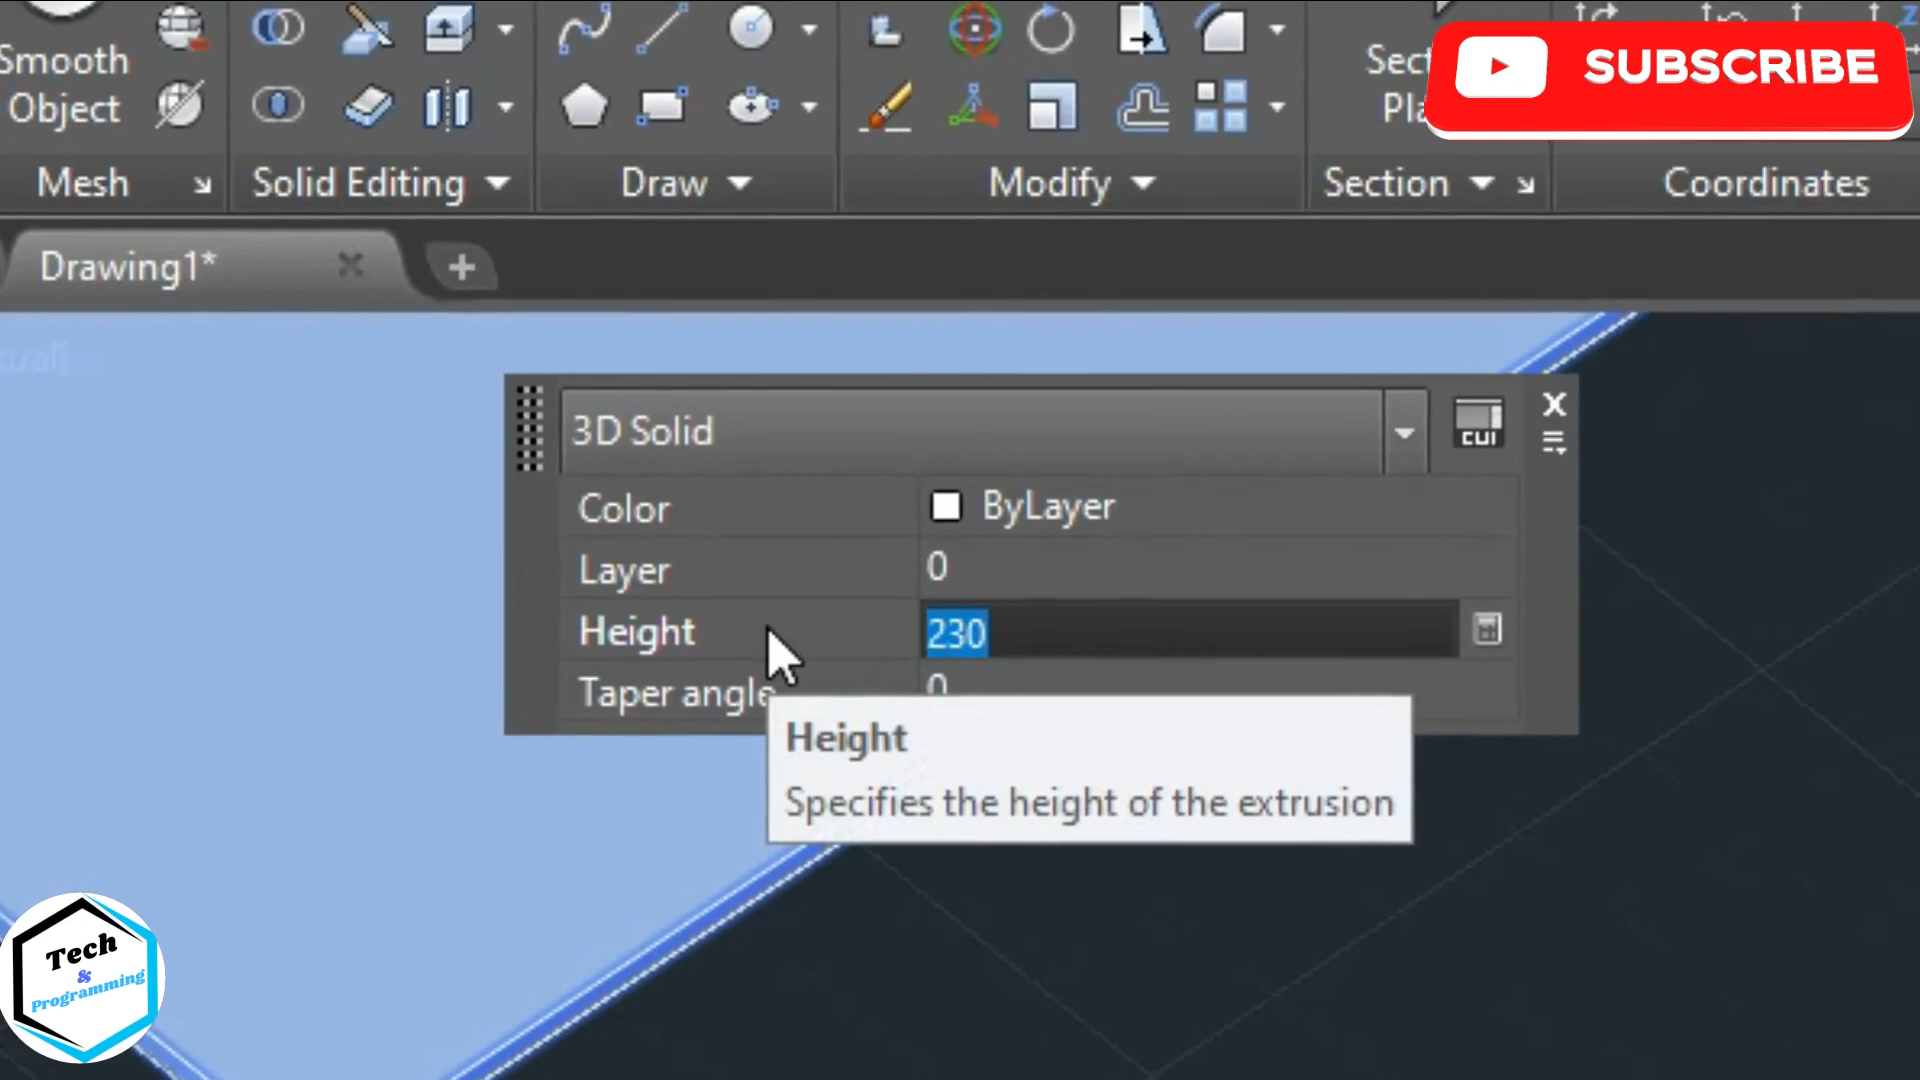 Smooth
Object
Sect
Pla
SUBSCRIBE
Mesh
Solid Editing
Draw
Modify
Section
Coordinates
Drawing1*
3D Solid
CUI
Color
ByLayer
Layer
0
Height
230
Taper angle
0
Height
Specifies the height of the extrusion
Tech
&
Programming